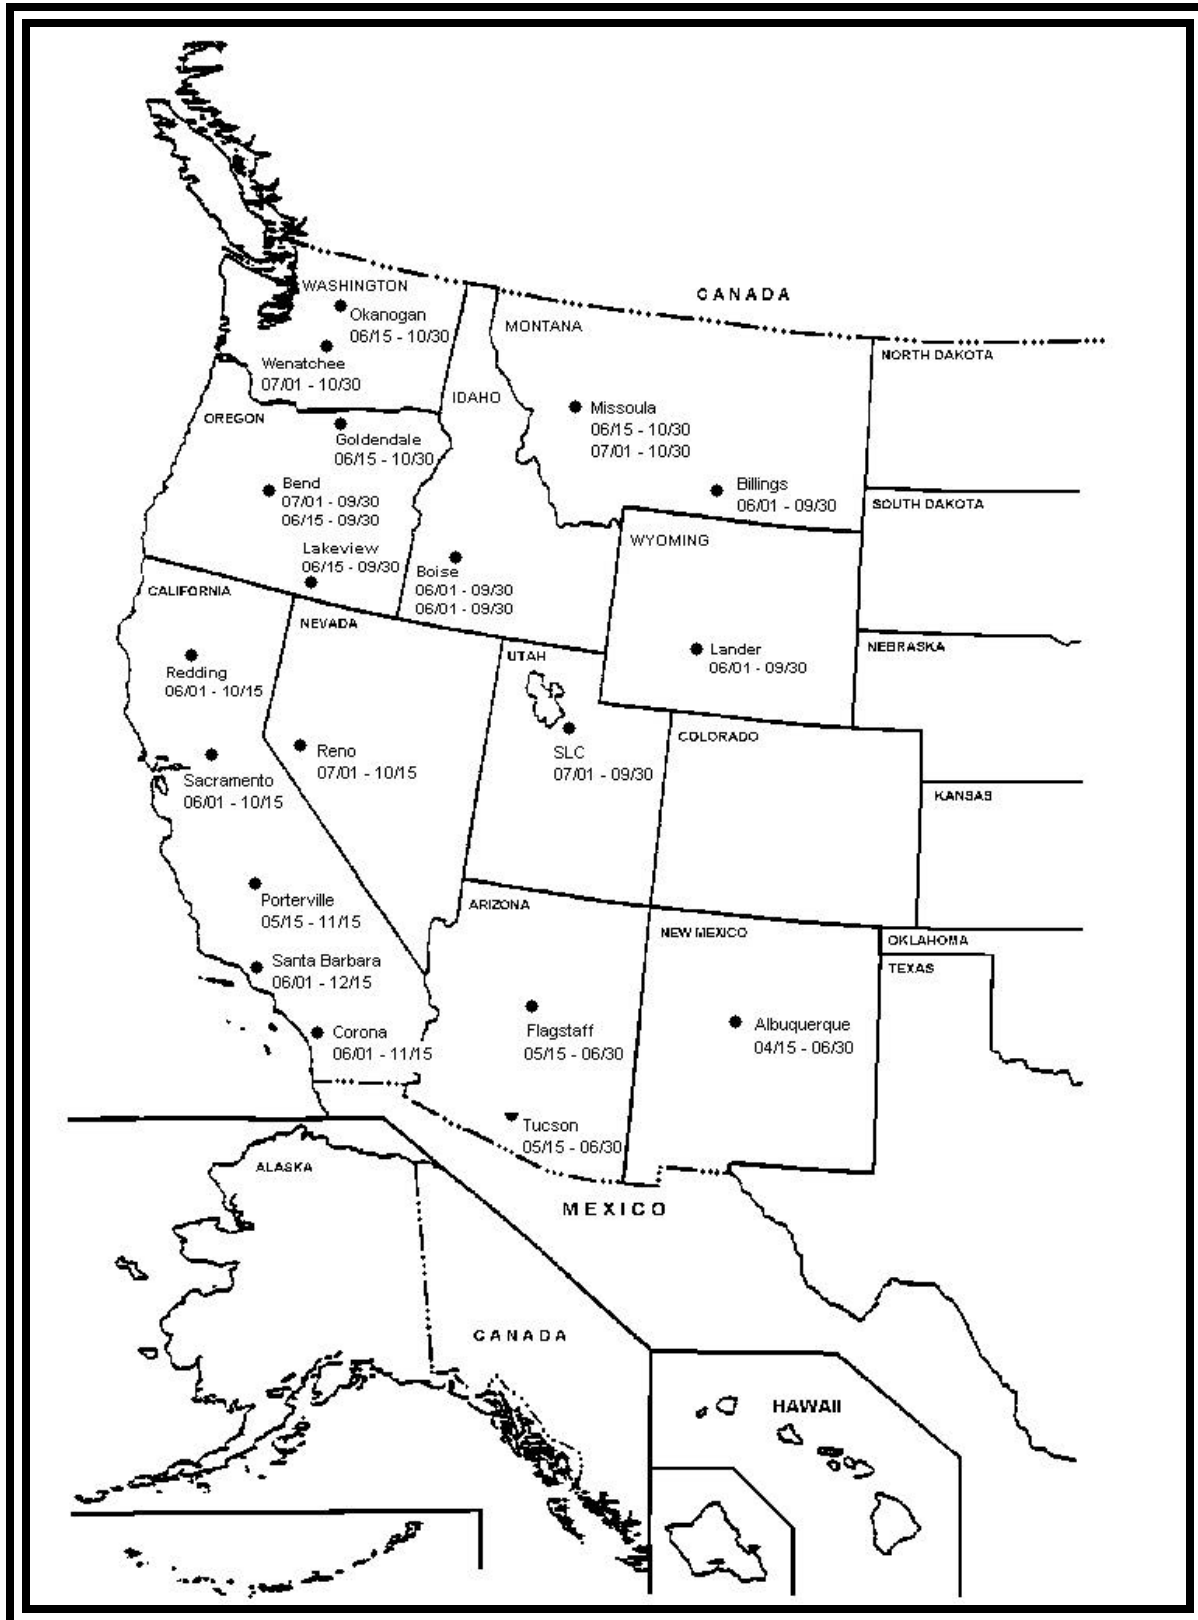 CANADA
WASHINGTON
Okanogan
06/15 - 10/30
Wenatchee
07/01 - 10/30
MONTANA
NORTH DAKOTA
IDAHO
Missoula
06/15 - 10/30
07/01 - 10/30
OREGON
Goldendale
06/15 - 10/30
Bend
07/01 - 09/30
06/15 - 09/30
Billings
06/01 - 09/30
SOUTH DAKOTA
WYOMING
Lakeview
06/15 - 09/30
Boise
06/01 - 09/30
06/01 - 09/30
CALIFORNIA
NEVADA
UTAH
Lander
06/01 - 09/30
NEBRASKA
Redding
06/01 - 10/15
Reno
07/01 - 10/15
SLC
07/01 - 09/30
COLORADO
Sacramento
06/01 - 10/15
KANSAS
Porterville
05/15 - 11/15
ARIZONA
NEW MEXICO
OKLAHOMA
TEXAS
Santa Barbara
06/01 - 12/15
Corona
06/01 - 11/15
Flagstaff
05/15 - 06/30
Albuquerque
04/15 - 06/30
Tucson
05/15 - 06/30
ALASKA
MEXICO
CANADA
HAWAII